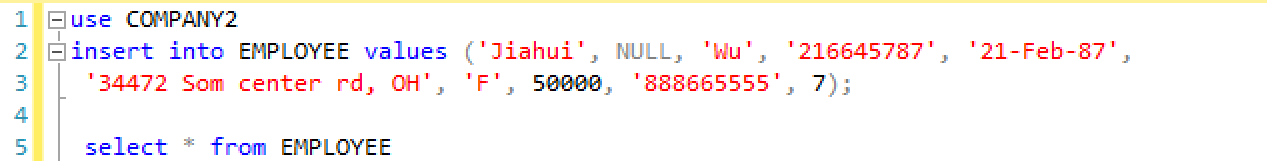 1 use COMPANY2
2 insert into EMPLOYEE values ('Jiahui', NULL, 'Wu', '216645787', '21-Feb-87',
3 '34472 Som center rd, OH', 'F', 50000, '888665555', 7);
4
5 select * from EMPLOYEE